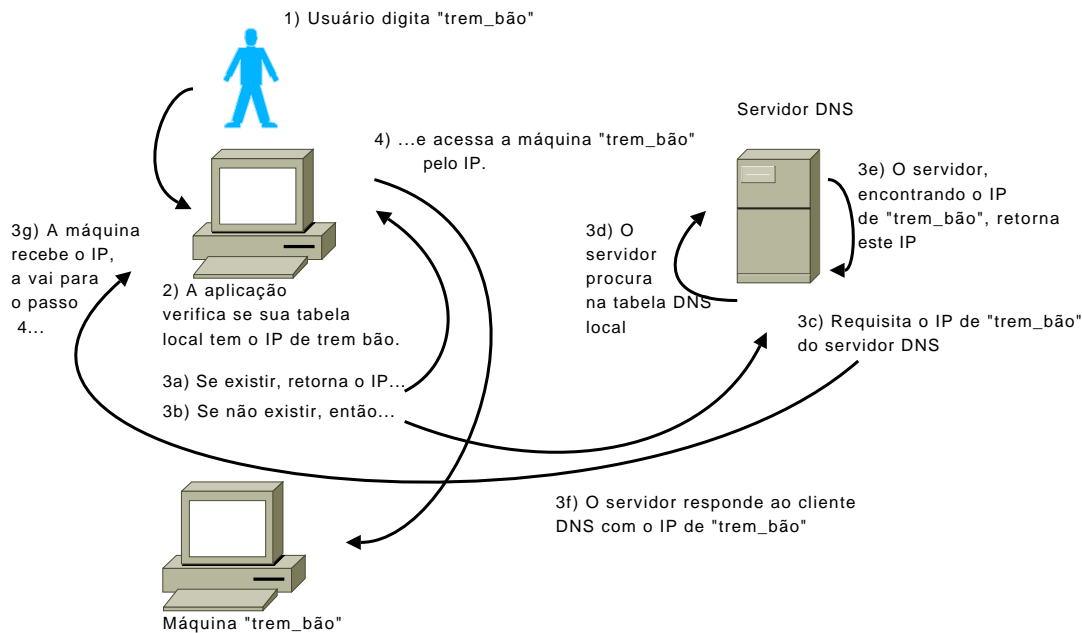 1) Usuário digita "trem_bão"
Servidor DNS
4) ...e acessa a máquina "trem_bão"
pelo IP.
3e) O servidor,
encontrando o IP
de "trem_bão", retorna
este IP
3g) A máquina
recebe o IP,
a vai para
o passo
4...
3d) O
servidor
procura
na tabela DNS
local
2) A aplicação
verifica se sua tabela
local tem o IP de trem bão.
3c) Requisita o IP de "trem_bão"
do servidor DNS
3a) Se existir, retorna o IP...
3b) Se não existir, então...
3f) O servidor responde ao cliente
DNS com o IP de "trem_bão"
Máquina "trem_bão"